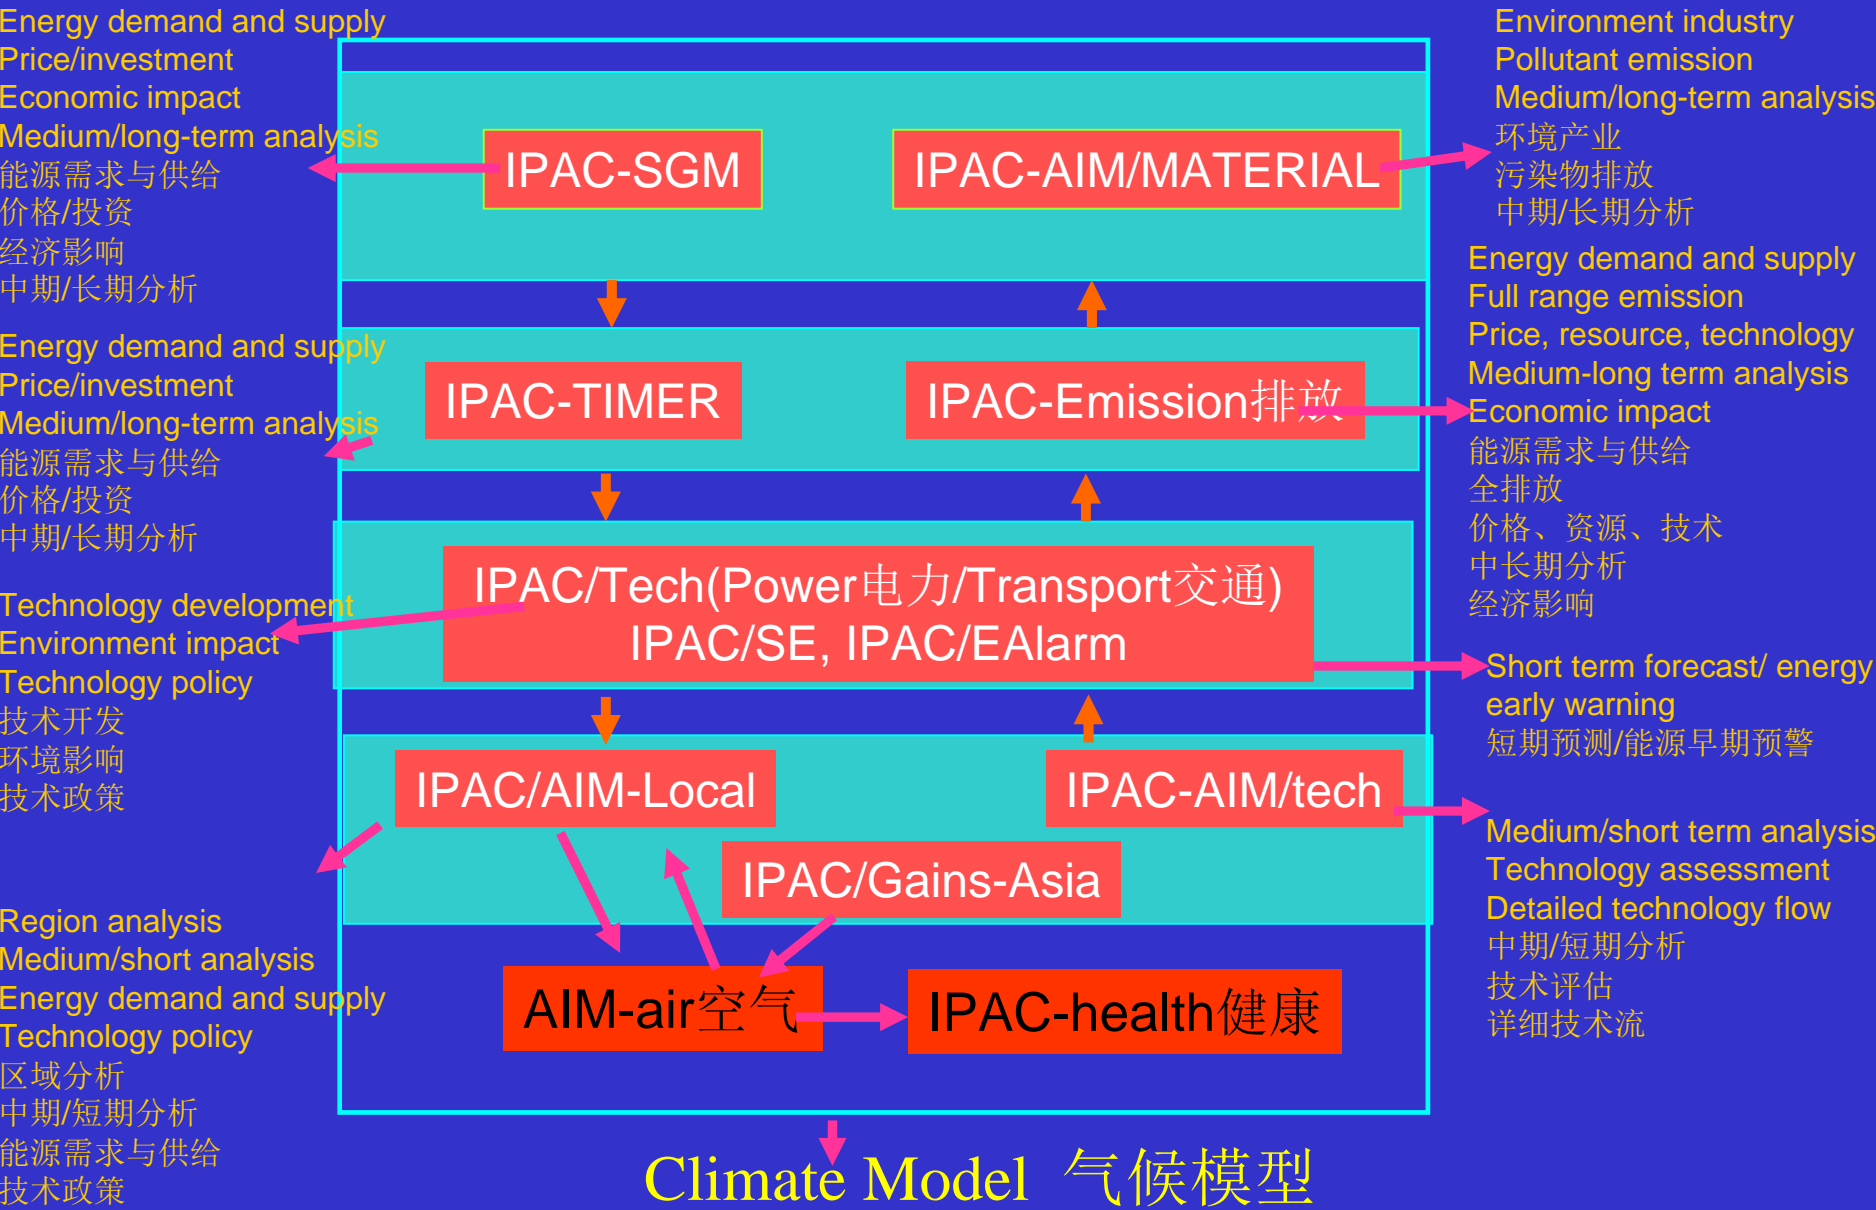 Energy demand and supply
Price/investment
Economic impact
Medium/long-term analysis
能源需求与供给
价格/投资
经济影响
中期/长期分析
Energy demand and supply
Price/investment
Medium/long-term analysis
能源需求与供给
价格/投资
中期/长期分析
Technology development
Environment impact
Technology policy
技术开发
环境影响
技术政策
Region analysis
Medium/short analysis
Energy demand and supply
Technology policy
区域分析
中期/短期分析
能源需求与供给
技术政策
IPAC-SGM
IPAC-AIM/MATERIAL
IPAC-TIMER
IPAC-Emission排放
IPAC/Tech(Power电力/Transport交通)
IPAC/SE, IPAC/EAlarm
IPAC/AIM-Local
IPAC-AIM/tech
IPAC/Gains-Asia
AIM-air空气
IPAC-health健康
Climate Model 气候模型
Environment industry
Pollutant emission
Medium/long-term analysis
环境产业
污染物排放
中期/长期分析
Energy demand and supply
Full range emission
Price, resource, technology
Medium-long term analysis
Economic impact
能源需求与供给
全排放
价格、资源、技术
中长期分析
经济影响
Short term forecast/ energy
early warning
短期预测/能源早期预警
Medium/short term analysis
Technology assessment
Detailed technology flow
中期/短期分析
技术评估
详细技术流